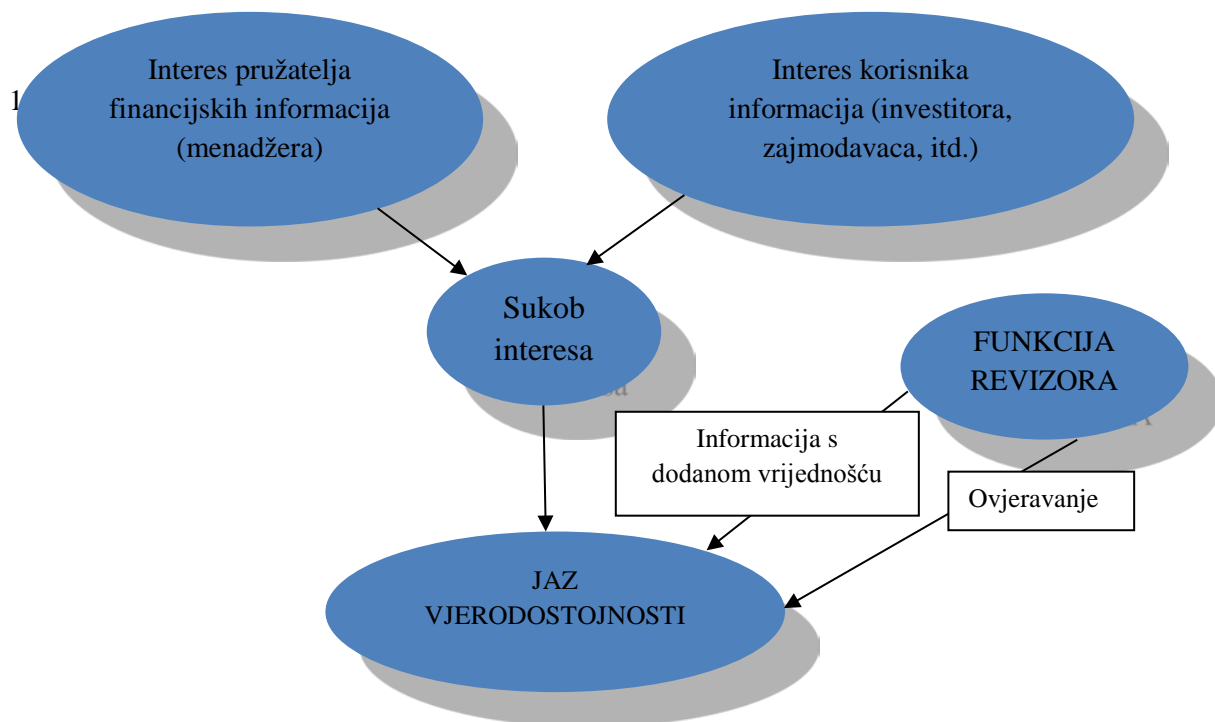 Interes pružatelja
financijskih informacija
(menadžera)
1
Interes korisnika
informacija (investitora,
zajmodavaca, itd.)
Sukob
interesa
FUNKCIJA
REVIZORA
Informacija s
dodanom vrijednošću
Ovjeravanje
JAZ
VJERODOSTOJNOSTI